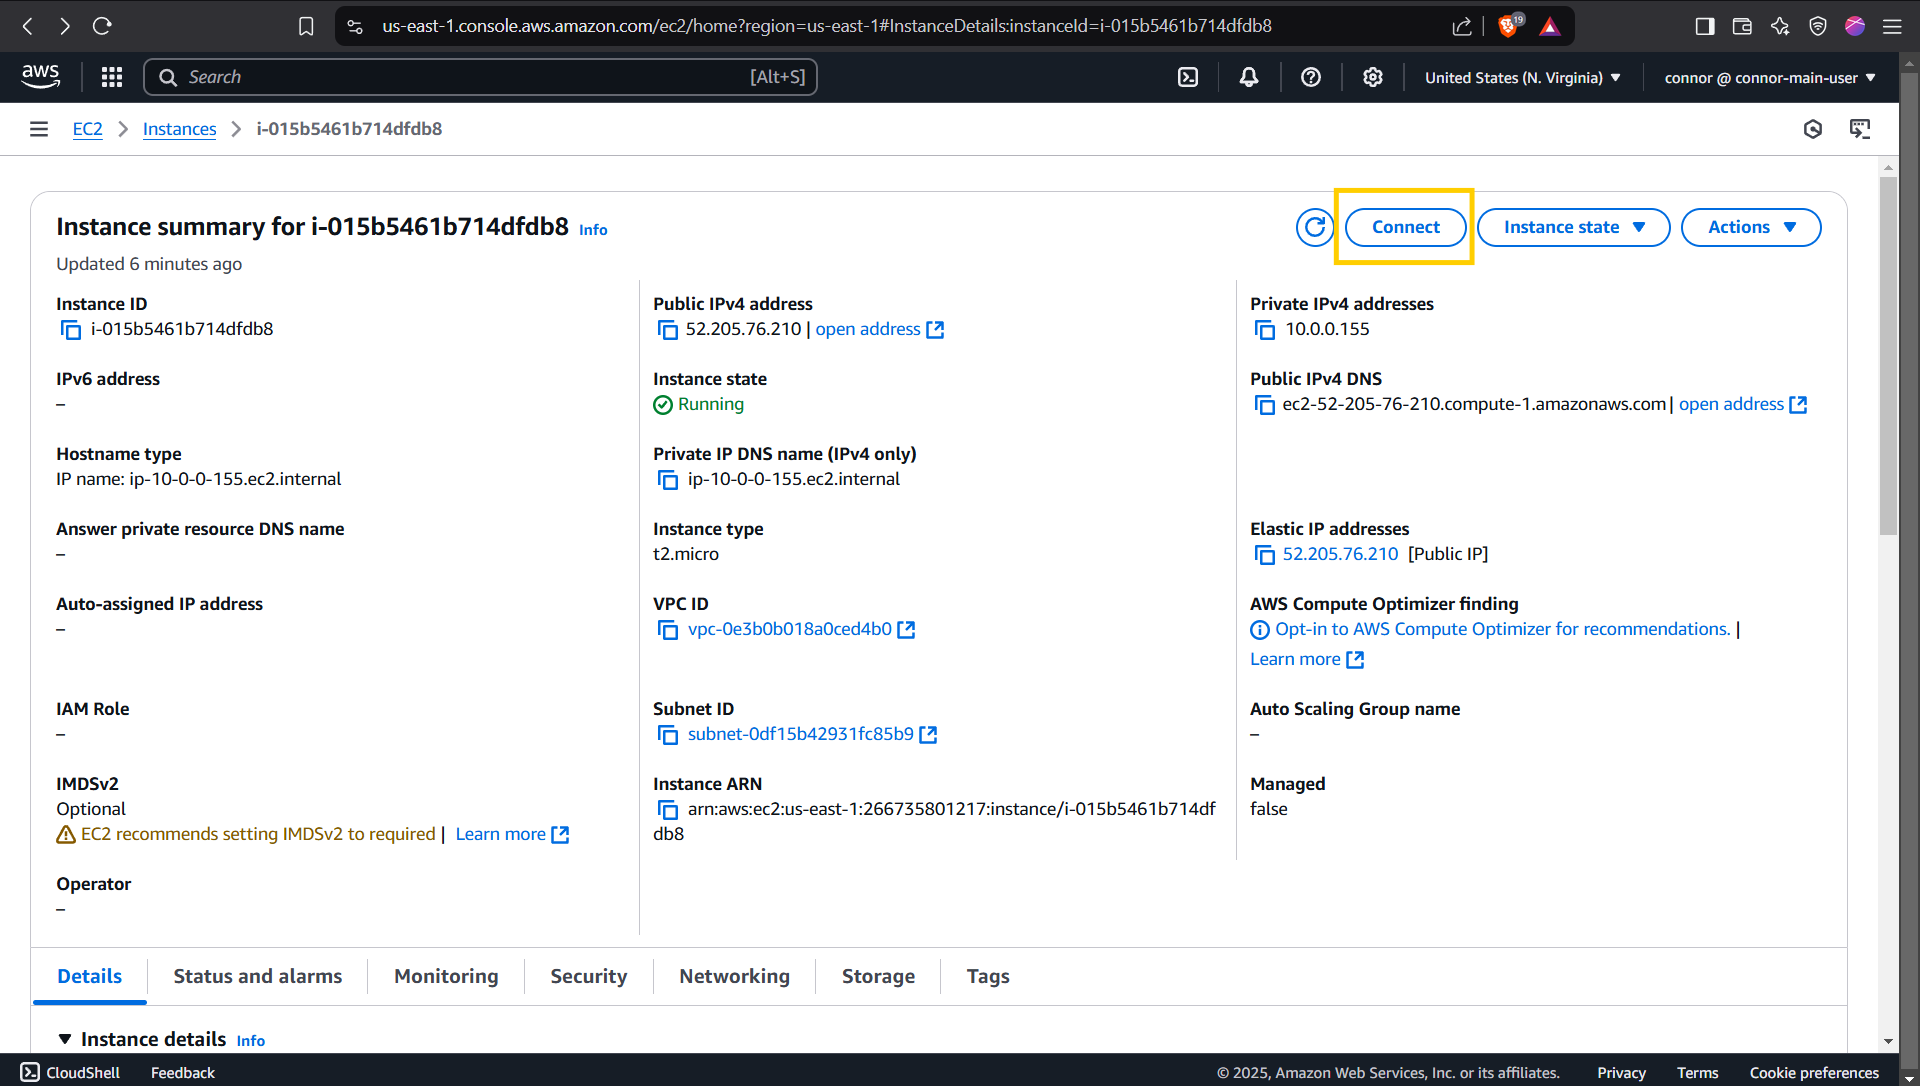 us-east-1.console.aws.amazon.com/ec2/home?region=us-east-1#InstanceDetails:instanceId=i-015b5461b714dfdb8
19
aws
Search
[Alt+S]
United States (N. Virginia)
connor @ connor-main-user
EC2
Instances
i-015b5461b714dfdb8
Instance summary for i-015b5461b714dfdb8 Info
Updated 6 minutes ago
Connect
Instance state
Actions
Instance ID
i-015b5461b714dfdb8
Public IPv4 address
52.205.76.210 | open address
Private IPv4 addresses
10.0.0.155
IPv6 address
–
Instance state
Running
Public IPv4 DNS
ec2-52-205-76-210.compute-1.amazonaws.com | open address
Hostname type
IP name: ip-10-0-0-155.ec2.internal
Private IP DNS name (IPv4 only)
ip-10-0-0-155.ec2.internal
Answer private resource DNS name
–
Instance type
t2.micro
Elastic IP addresses
52.205.76.210 [Public IP]
Auto-assigned IP address
–
VPC ID
vpc-0e3b0b018a0ced4b0
AWS Compute Optimizer finding
Opt-in to AWS Compute Optimizer for recommendations. |
Learn more
IAM Role
–
Subnet ID
subnet-0df15b42931fc85b9
Auto Scaling Group name
–
IMDSv2
Optional
EC2 recommends setting IMDSv2 to required | Learn more
Instance ARN
arn:aws:ec2:us-east-1:266735801217:instance/i-015b5461b714df
db8
Managed
false
Operator
–
Details
Status and alarms
Monitoring
Security
Networking
Storage
Tags
Instance details Info
CloudShell
Feedback
© 2025, Amazon Web Services, Inc. or its affiliates.
Privacy
Terms
Cookie preferences